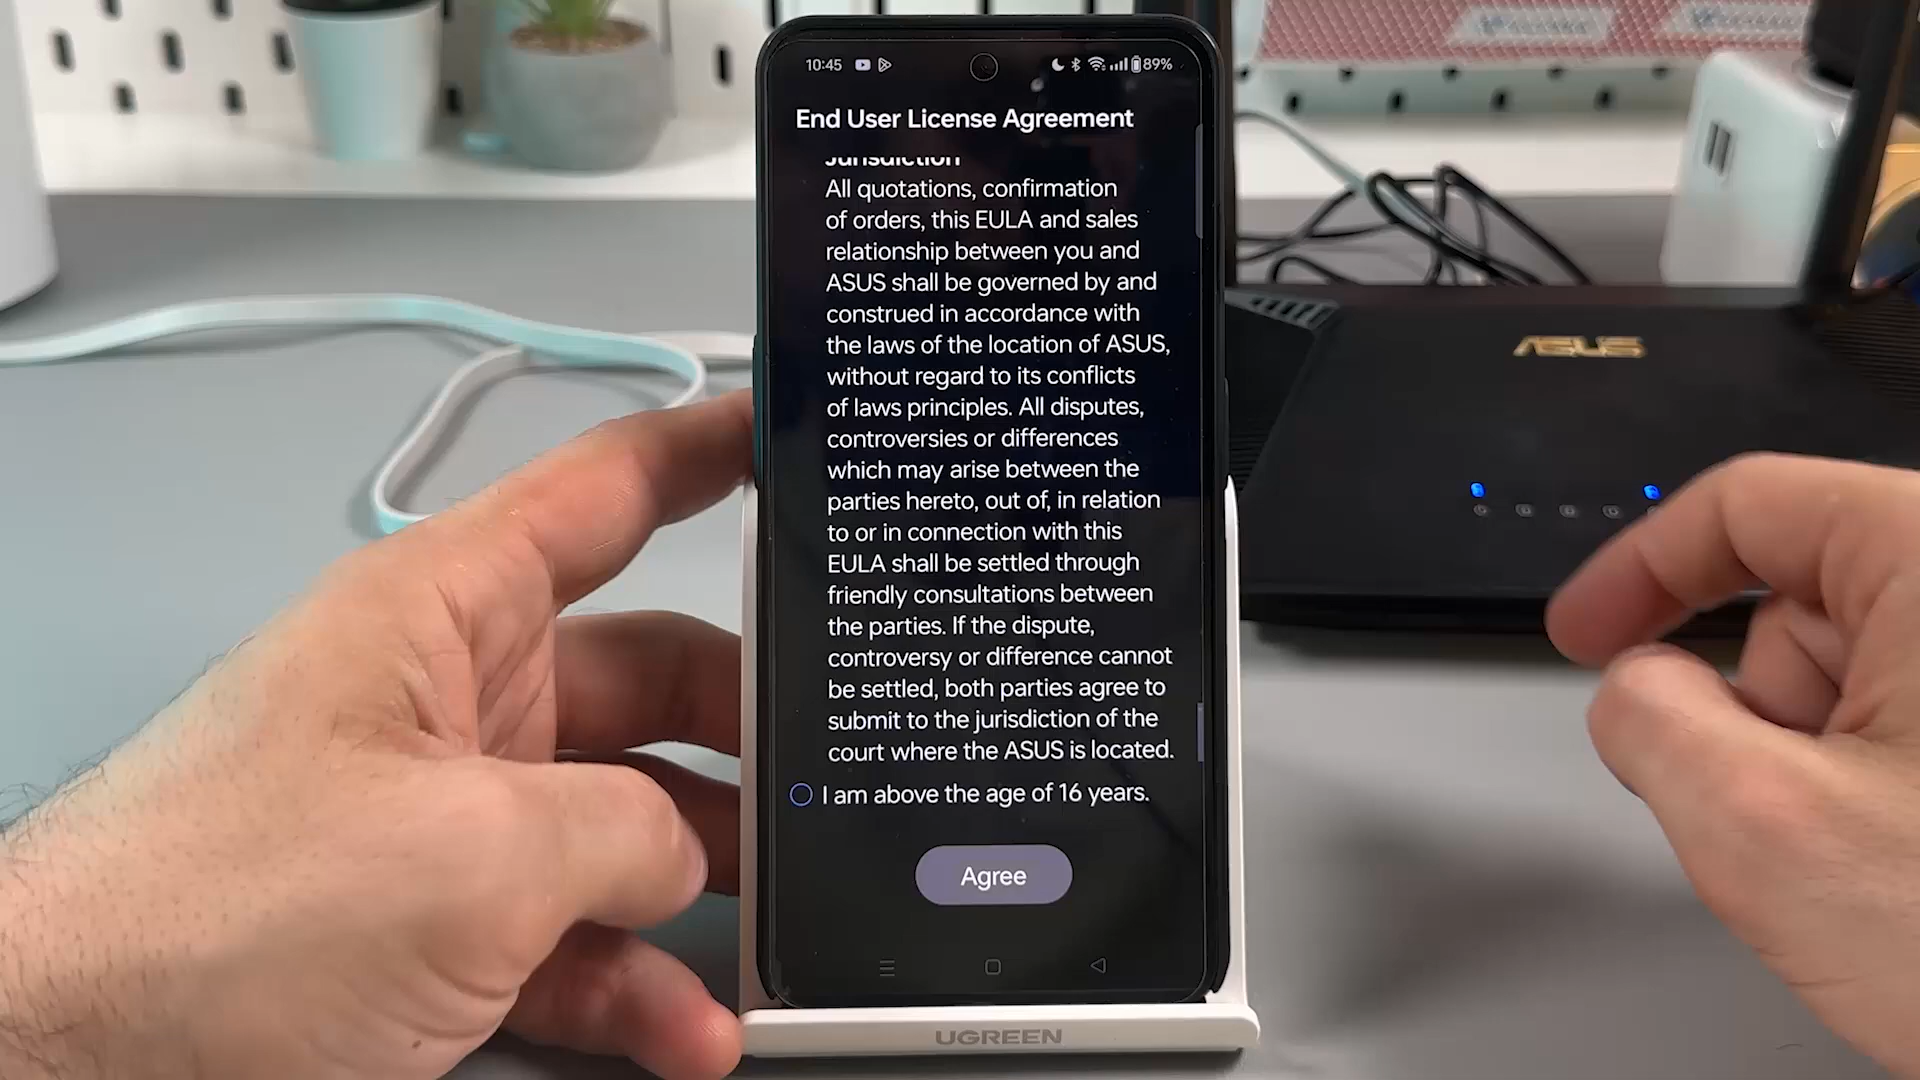 10:45
89%
End User License Agreement
Jurisdiction
All quotations, confirmation
of orders, this EULA and sales
relationship between you and
ASUS shall be governed by and
construed in accordance with
the laws of the location of ASUS,
without regard to its conflicts
of laws principles. All disputes,
controversies or differences
which may arise between the
parties hereto, out of, in relation
to or in connection with this
EULA shall be settled through
friendly consultations between
the parties. If the dispute,
controversy or difference cannot
be settled, both parties agree to
submit to the jurisdiction of the
court where the ASUS is located.
I am above the age of 16 years.
Agree
UGREEN
ASUS